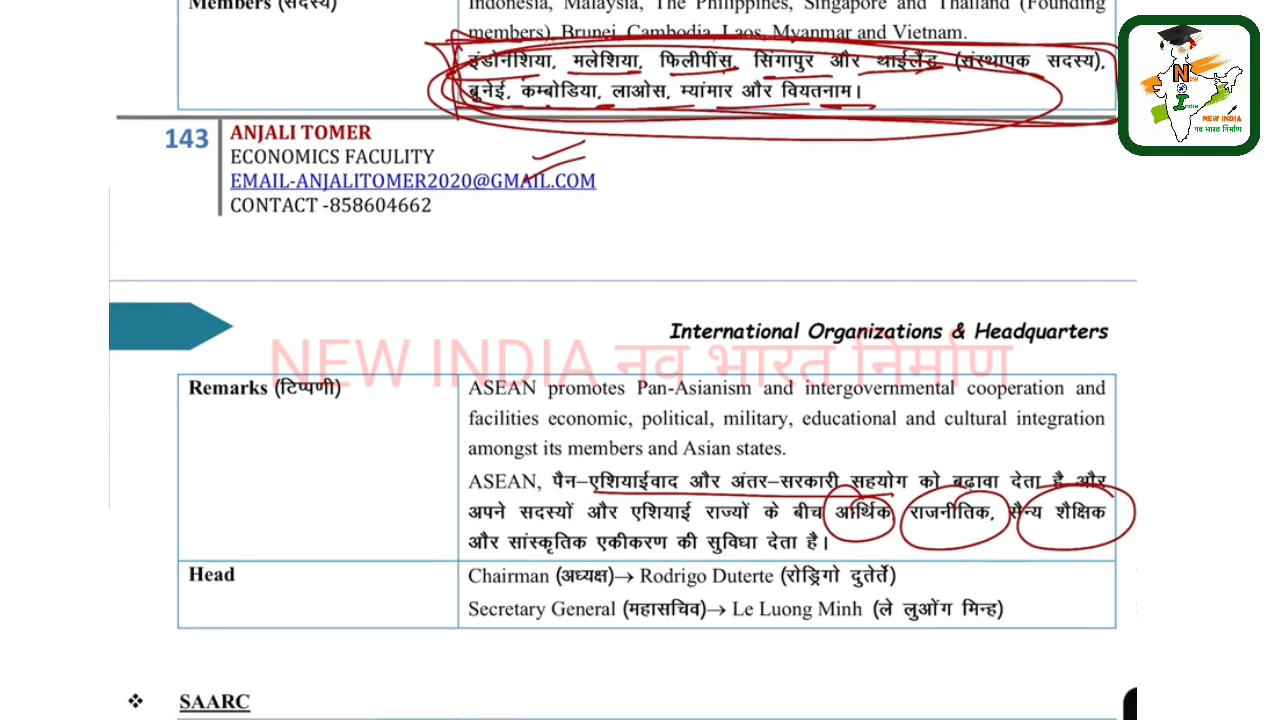 Members (सदस्य)
Indonesia, Malaysia, The Philippines, Singapore and Thailand (Founding
members), Brunei, Cambodia, Laos, Myanmar and Vietnam.
इंडोनेशिया, मलेशिया, फिलीपींस, सिंगापुर और थाईलैंड (संस्थापक सदस्य),
ब्रूनेई, कम्बोडिया, लाओस, म्यांमार और वियतनाम।
143
ANJALI TOMER
ECONOMICS FACULITY
EMAIL-ANJALITOMER2020@GMAIL.COM
CONTACT -858604662
New
India
NEW INDIA
नव भारत निर्माण
International Organizations & Headquarters
NEW INDIA नव भारत निर्माण
Remarks (टिप्पणी)
ASEAN promotes Pan-Asianism and intergovernmental cooperation and
facilities economic, political, military, educational and cultural integration
amongst its members and Asian states.
ASEAN, पैन–एशियाईवाद और अंतर–सरकारी सहयोग को बढ़ावा देता है और
अपने सदस्यों और एशियाई राज्यों के बीच आर्थिक, राजनीतिक, सैन्य शैक्षिक
और सांस्कृतिक एकीकरण की सुविधा देता है।
Head
Chairman (अध्यक्ष)→ Rodrigo Duterte (रोड्रिगो दुतेर्ते)
Secretary General (महासचिव)→ Le Luong Minh (ले लुओंग मिन्ह)
❖ SAARC